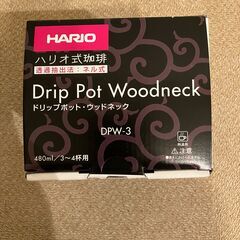 HARIO
ハリオ式珈琲
透過抽出法:ネル式
Drip Pot Woodneck
ドリップポット・ウッドネック
DPW-3
480ml/3〜4杯用
注意